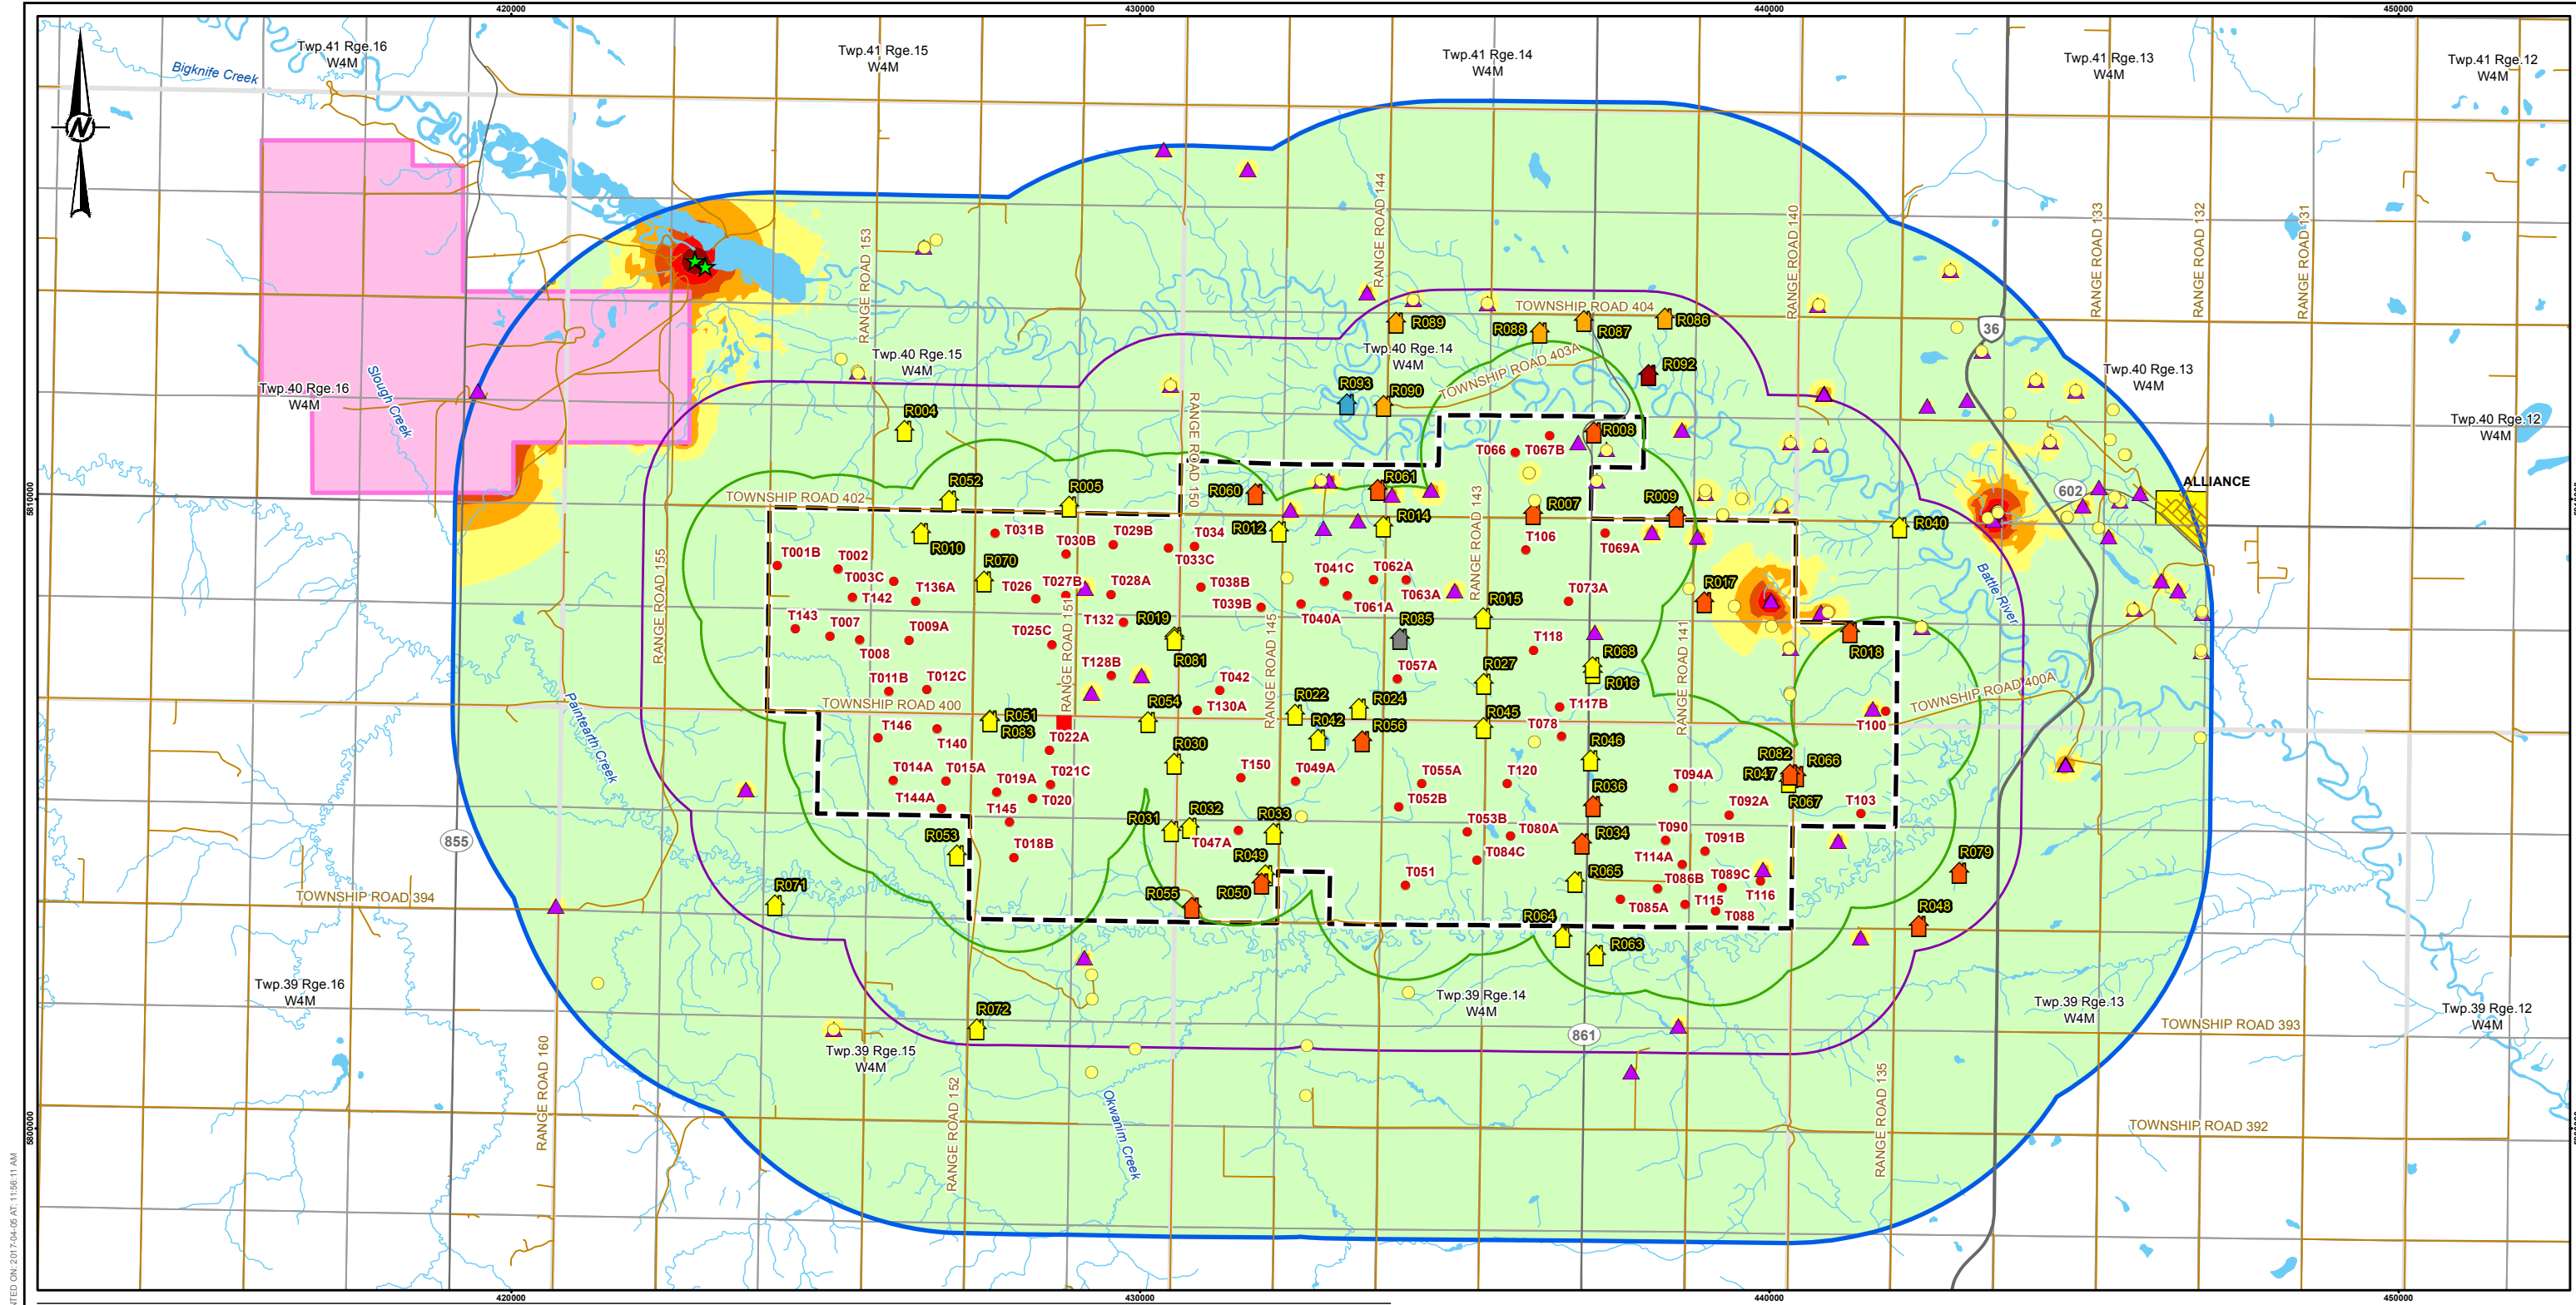 420000
430000
440000
450000
Twp.41 Rge.16
W4M
Twp.41 Rge.15
W4M
Twp.41 Rge.14
W4M
Twp.41 Rge.13
W4M
Twp.41 Rge.12
W4M
Bigknife Creek
N
RANGE ROAD 153
RANGE ROAD 144
RANGE ROAD 140
RANGE ROAD 133
RANGE ROAD 132
RANGE ROAD 131
TOWNSHIP ROAD 404
R089
R088
R087
R086
36
Twp.40 Rge.15
W4M
Twp.40 Rge.14
W4M
TOWNSHIP ROAD 403A
R092
Twp.40 Rge.13
W4M
Twp.40 Rge.16
W4M
Slough Creek
R093
R090
R004
RANGE ROAD 150
R008
Twp.40 Rge.12
W4M
T066
T067B
R052
R005
R060
R061
TOWNSHIP ROAD 402
R007
R009
602
ALLIANCE
5810000
R010
T031B
T029B
T034
R012
R014
RANGE ROAD 143
T106
T069A
R040
T001B
T002
T030B
T033C
R070
T003C
T136A
T026
T027B
T028A
T038B
T041C
T062A
T063A
T073A
R017
Battle River
T142
T143
T007
T009A
T132
T039B
T040A
T061A
R015
R019
R085
T008
T025C
R081
T118
R018
RANGE ROAD 155
RANGE ROAD 151
RANGE ROAD 145
RANGE ROAD 141
T128B
T057A
R027
R068
R016
T011B
T012C
T042
TOWNSHIP ROAD 400
R051
R083
R054
T130A
R022
R024
R042
R056
R045
T078
T117B
TOWNSHIP ROAD 400A
T100
Paintearth Creek
T146
T140
T022A
R030
R046
R082
R066
R047
R067
T014A
T015A
T019A
T021C
T150
T049A
T055A
T120
T094A
R036
T144A
T145
T020
T052B
T092A
T103
855
R053
T018B
R031
R032
T047A
R033
T053B
T080A
R034
T090
T091B
T084C
T114A
R049
R050
R055
R079
R071
T051
R065
T086B
T089C
T116
T085A
T115
T088
TOWNSHIP ROAD 394
R064
R063
R048
Twp.39 Rge.16
W4M
R072
Twp.39 Rge.15
W4M
Twp.39 Rge.14
W4M
861
Twp.39 Rge.13
W4M
Twp.39 Rge.12
W4M
TOWNSHIP ROAD 393
RANGE ROAD 160
RANGE ROAD 152
Okwanim Creek
RANGE ROAD 135
TOWNSHIP ROAD 392
5800000
NTED ON: 2017-04-05 AT: 11:56:11 AM
420000
430000
440000
450000